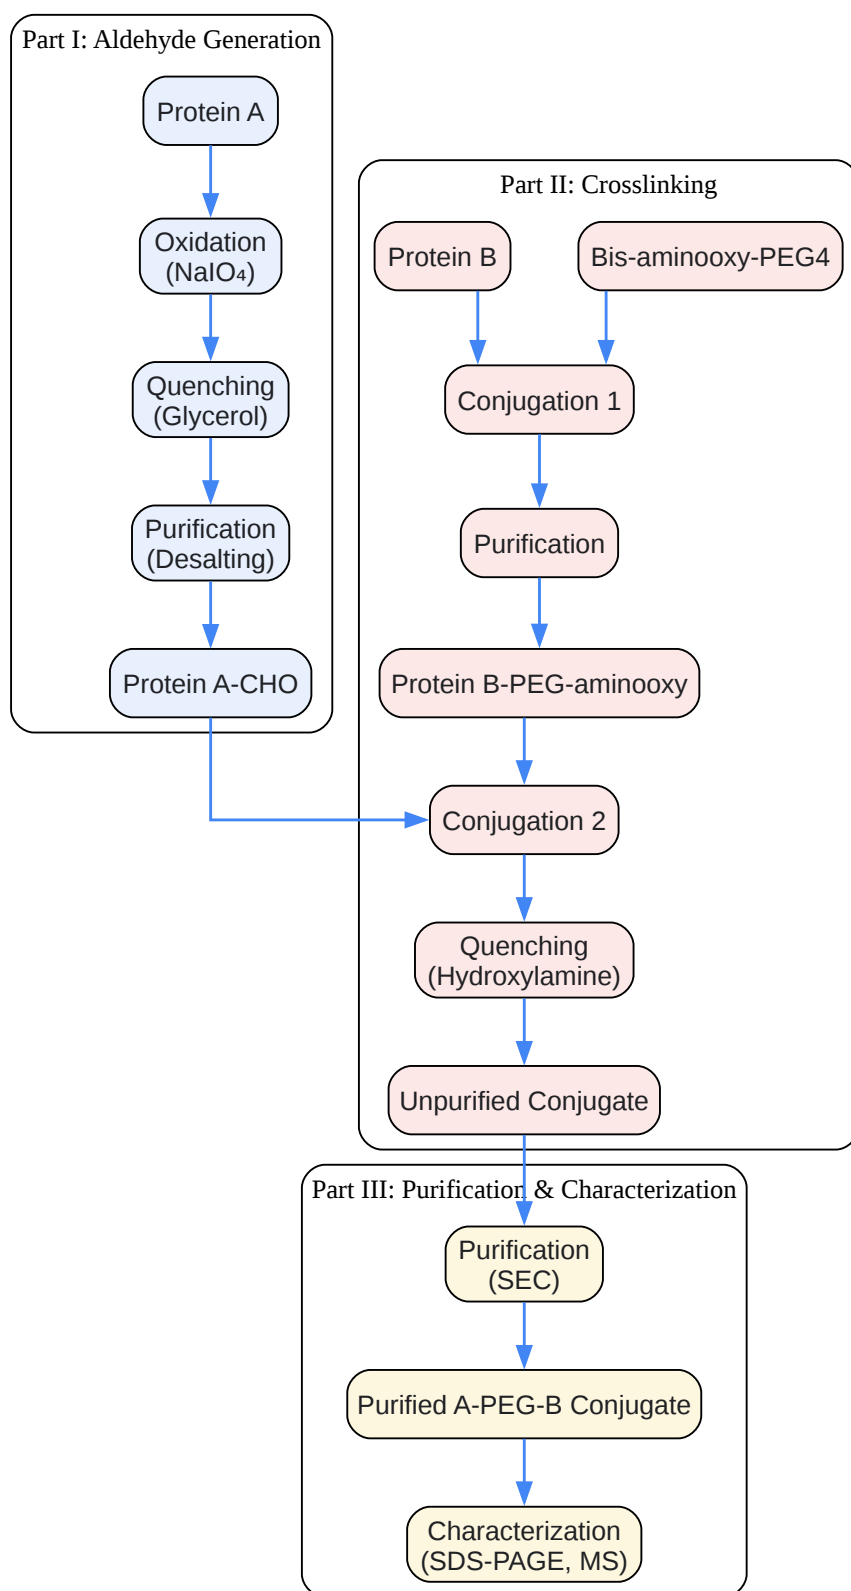 Part I: Aldehyde Generation
Protein A
Oxidation
(NaIO₄)
Quenching
(Glycerol)
Purification
(Desalting)
Protein A-CHO
Part II: Crosslinking
Protein B
Bis-aminooxy-PEG4
Conjugation 1
Purification
Protein B-PEG-aminooxy
Conjugation 2
Quenching
(Hydroxylamine)
Unpurified Conjugate
Part III: Purification & Characterization
Purification
(SEC)
Purified A-PEG-B Conjugate
Characterization
(SDS-PAGE, MS)